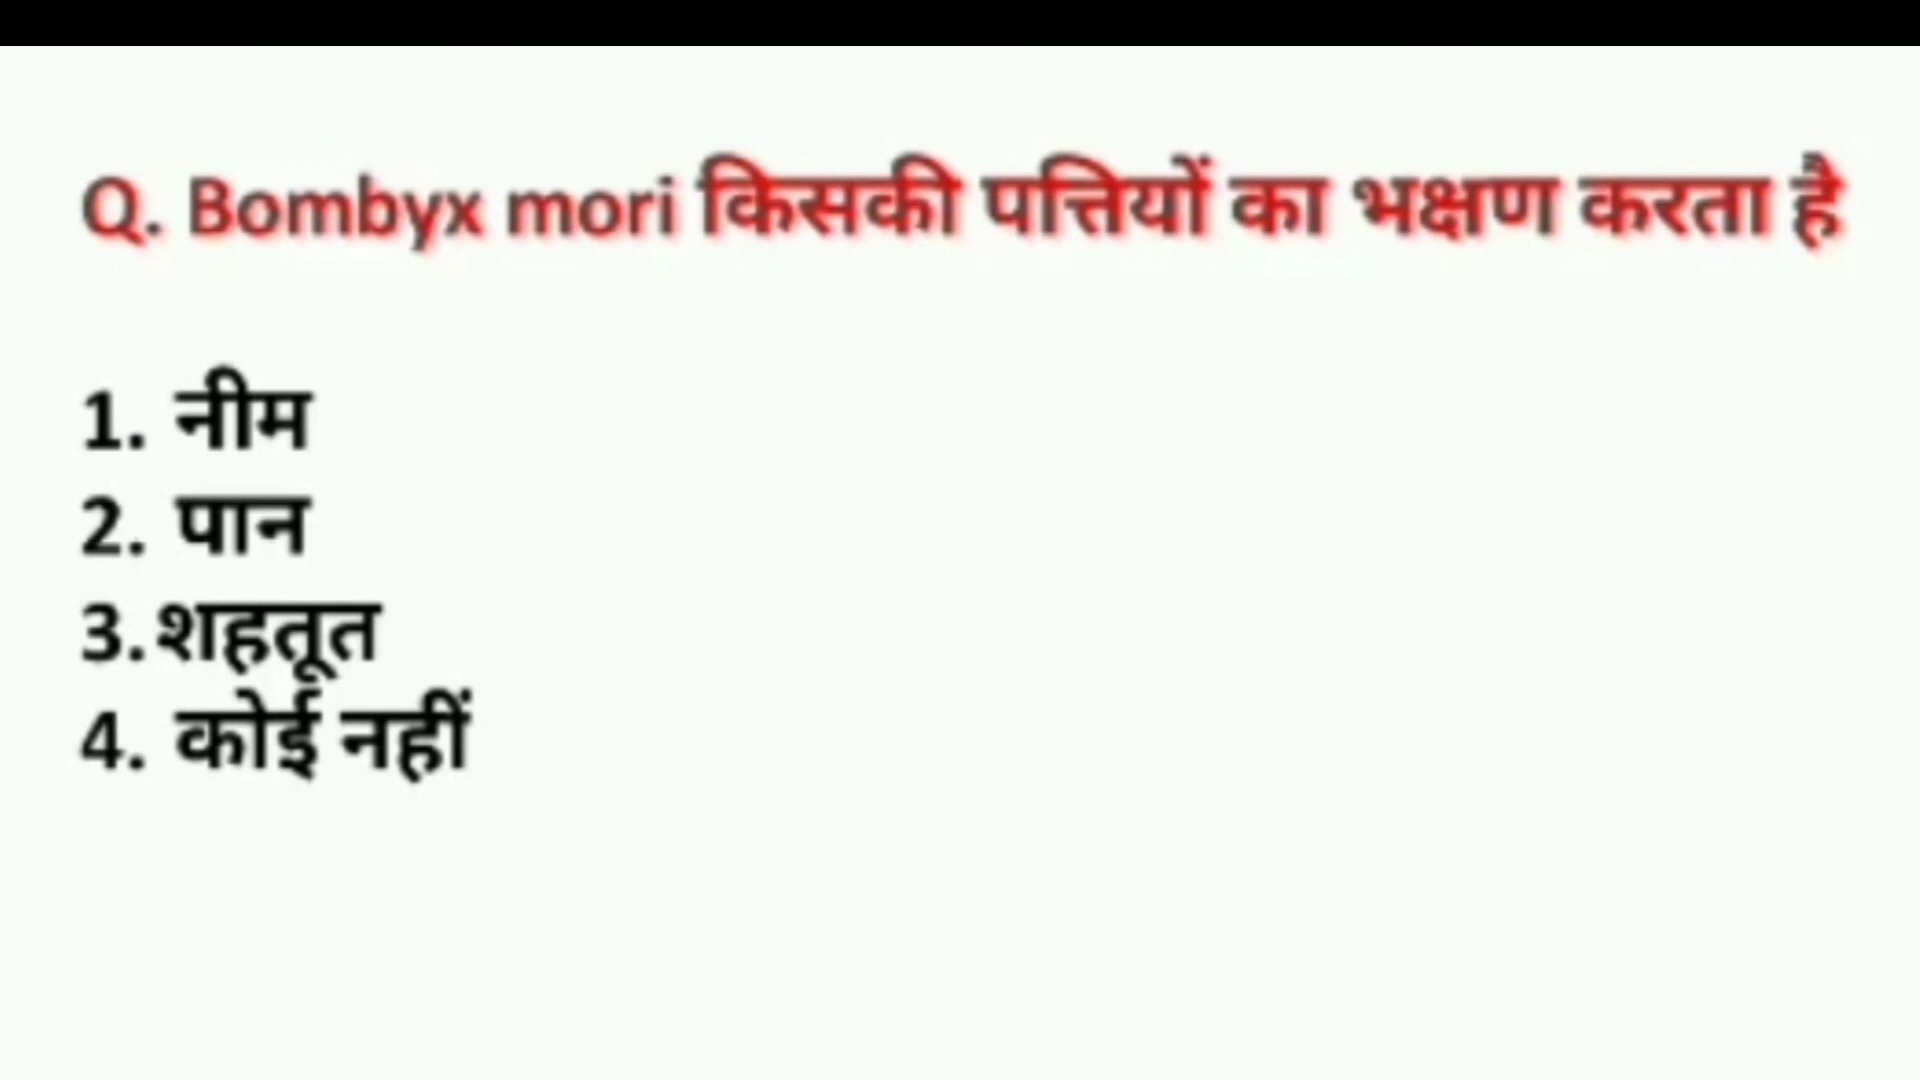 Q. Bombyx mori किसकी पत्तियों का भक्षण करता है
1. नीम
2. पान
3.शहतूत
4. कोई नहीं